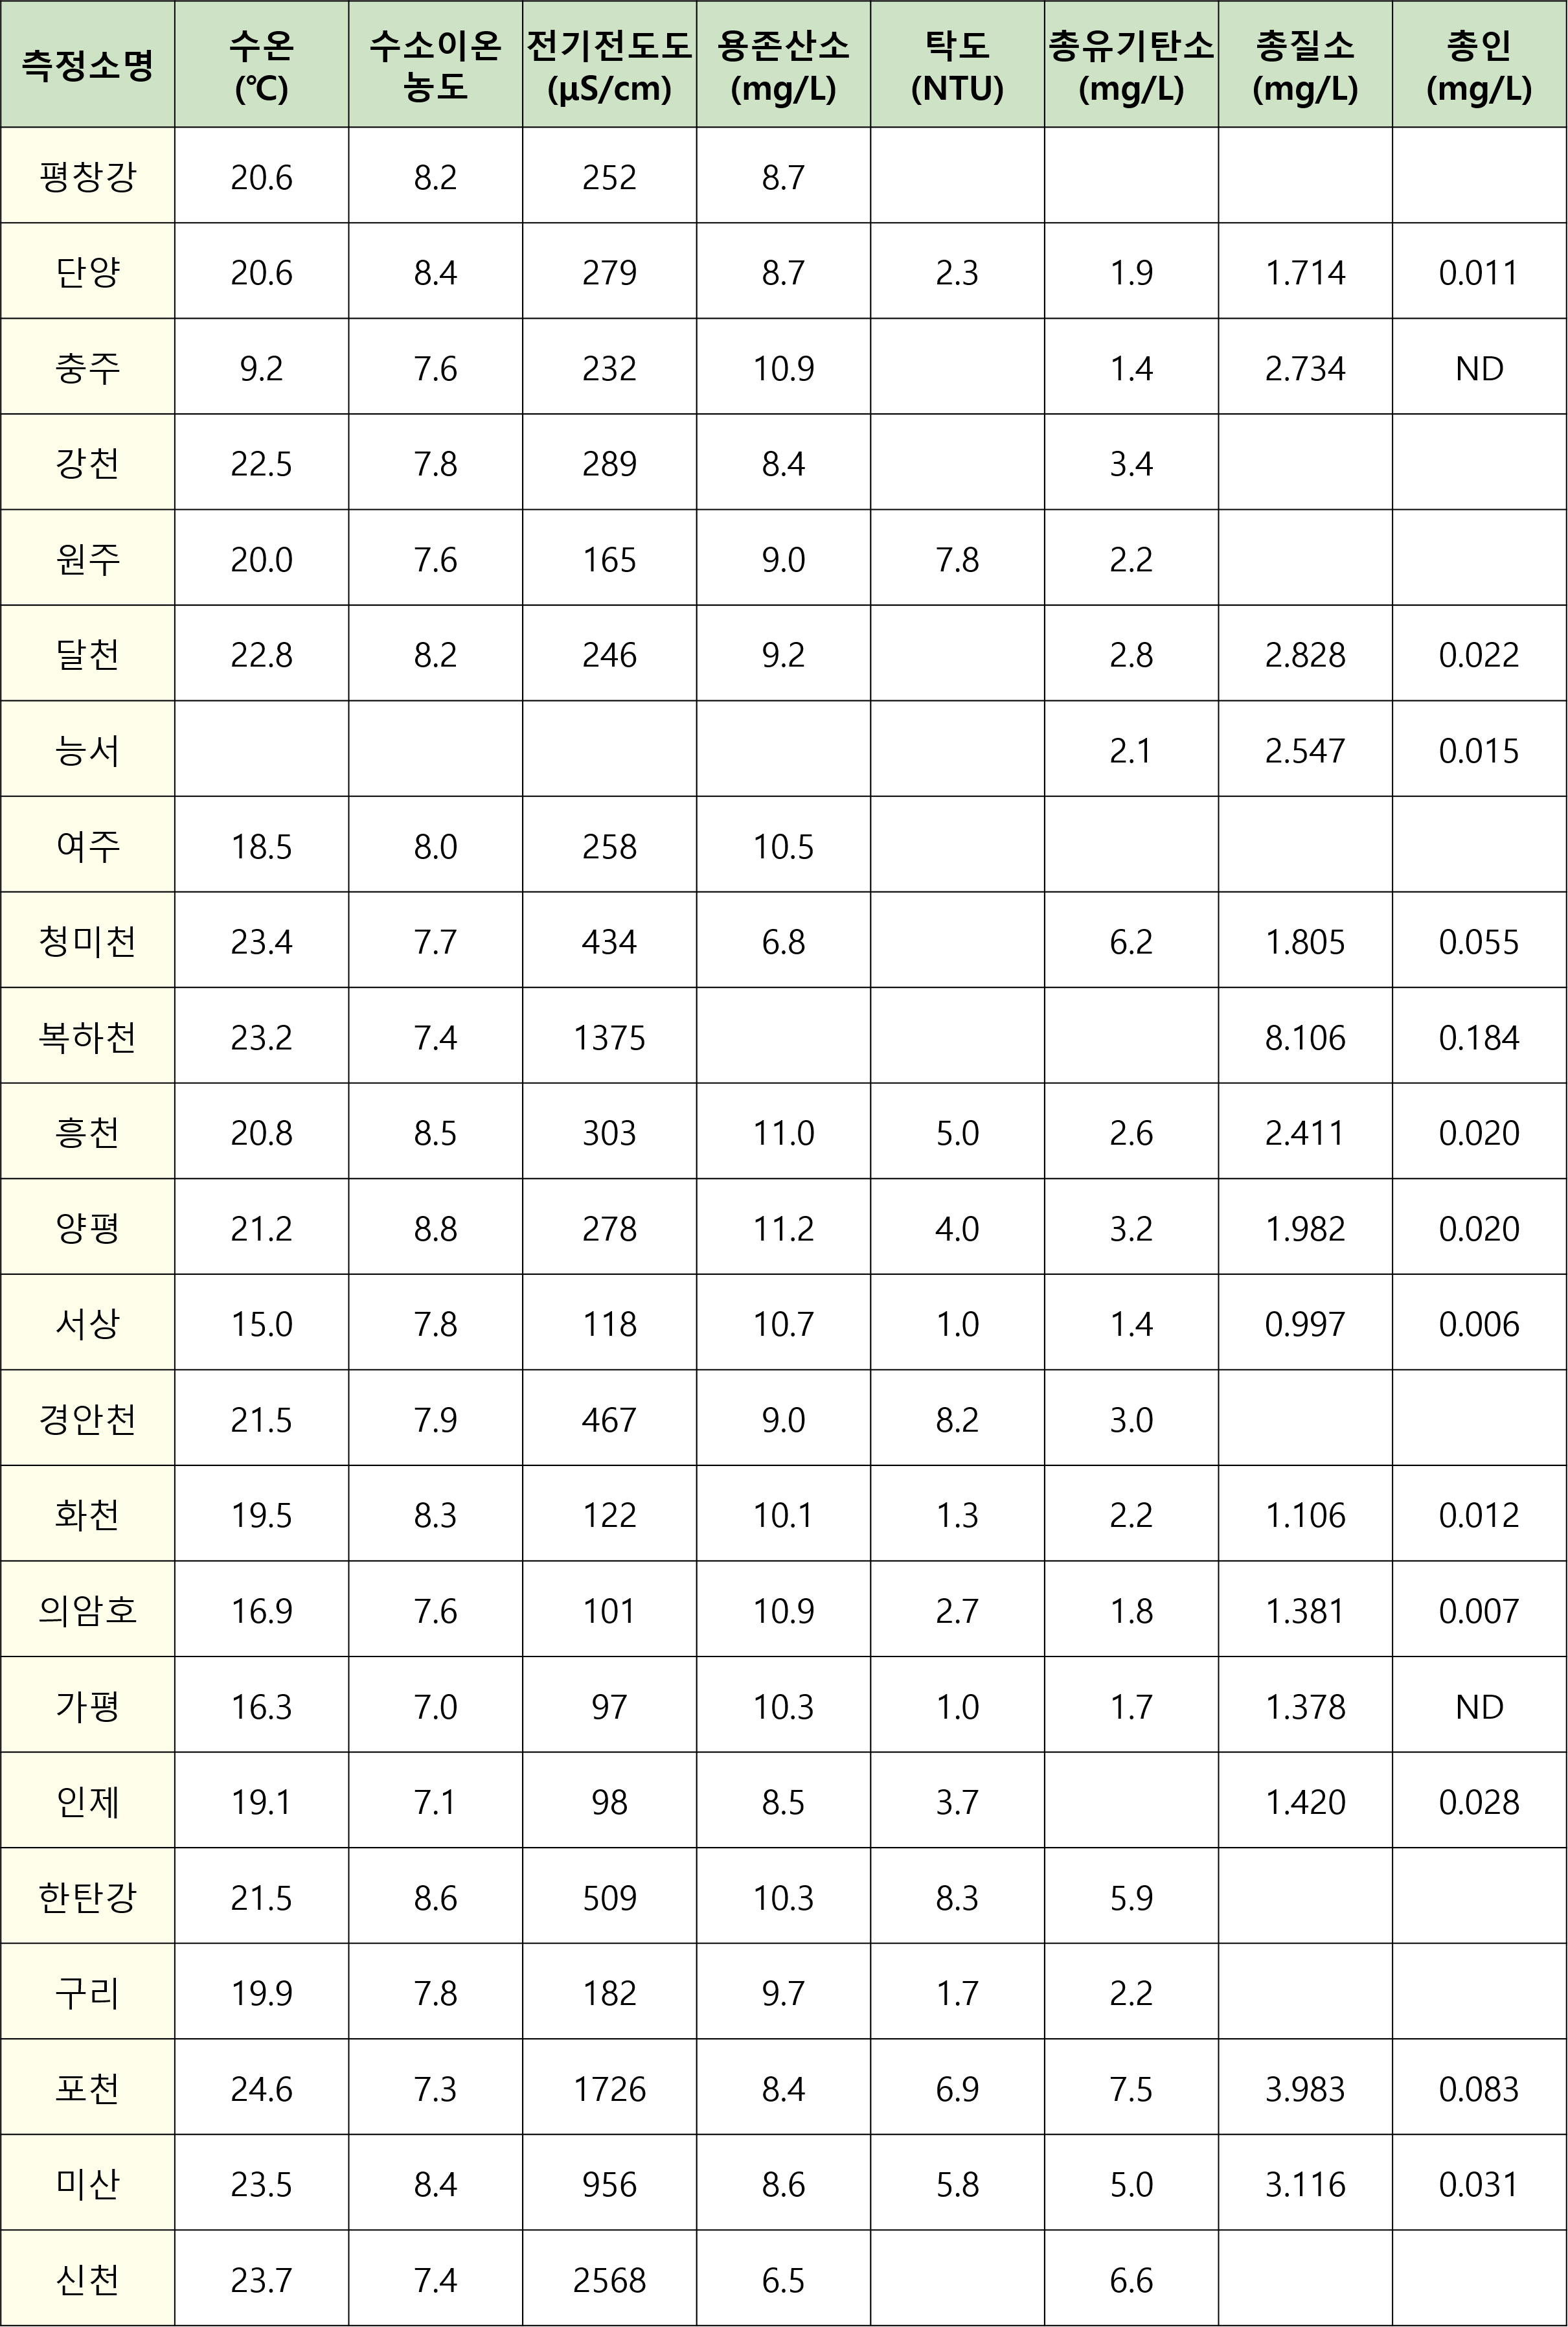 측정소명 수온 (℃) 수소이온 농도 전기전도도 (μS/cm) 용존산소 (mg/L) 탁도 (NTU) 총유기탄소 (mg/L) 총질소 (mg/L) 총인 (mg/L)
평창강 20.6 8.2 252 8.7
단양 20.6 8.4 279 8.7 2.3 1.9 1.714 0.011
충주 9.2 7.6 232 10.9 1.4 2.734 ND
강천 22.5 7.8 289 8.4 3.4
원주 20.0 7.6 165 9.0 7.8 2.2
달천 22.8 8.2 246 9.2 2.8 2.828 0.022
능서 2.1 2.547 0.015
여주 18.5 8.0 258 10.5
청미천 23.4 7.7 434 6.8 6.2 1.805 0.055
복하천 23.2 7.4 1375 8.106 0.184
흥천 20.8 8.5 303 11.0 5.0 2.6 2.411 0.020
양평 21.2 8.8 278 11.2 4.0 3.2 1.982 0.020
서상 15.0 7.8 118 10.7 1.0 1.4 0.997 0.006
경안천 21.5 7.9 467 9.0 8.2 3.0
화천 19.5 8.3 122 10.1 1.3 2.2 1.106 0.012
의암호 16.9 7.6 101 10.9 2.7 1.8 1.381 0.007
가평 16.3 7.0 97 10.3 1.0 1.7 1.378 ND
인제 19.1 7.1 98 8.5 3.7 1.420 0.028
한탄강 21.5 8.6 509 10.3 8.3 5.9
구리 19.9 7.8 182 9.7 1.7 2.2
포천 24.6 7.3 1726 8.4 6.9 7.5 3.983 0.083
미산 23.5 8.4 956 8.6 5.8 5.0 3.116 0.031
신천 23.7 7.4 2568 6.5 6.6